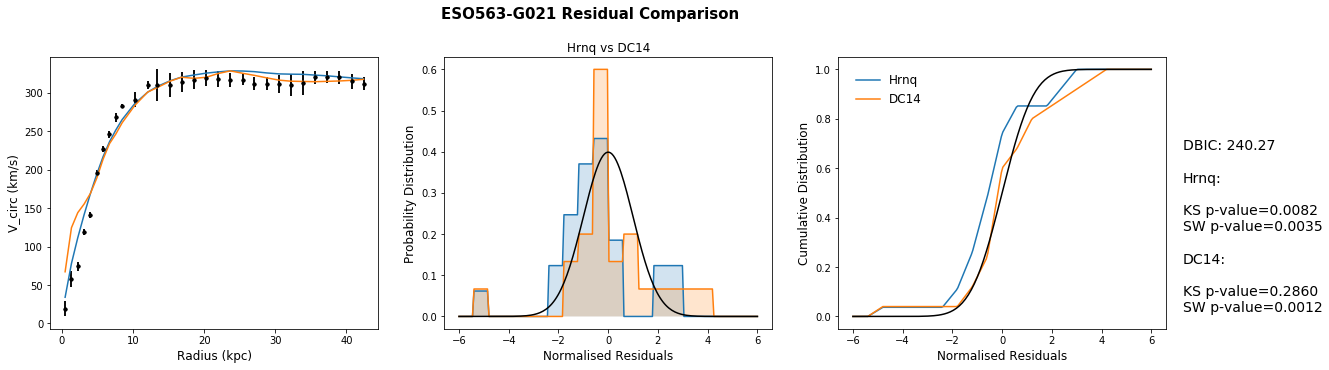 ESO563-G021 Residual Comparison
V_circ (km/s)
300
250
200
150
100
50
0
0 10 20 30 40
Radius (kpc)
Hrnq vs DC14
Probability Distribution
0.6
0.5
0.4
0.3
0.2
0.1
0.0
−6 −4 −2 0 2 4 6
Normalised Residuals
Cumulative Distribution
1.0
0.8
0.6
0.4
0.2
0.0
Hrnq
DC14
−6 −4 −2 0 2 4 6
Normalised Residuals
DBIC: 240.27
Hrnq:
KS p-value=0.0082
SW p-value=0.0035
DC14:
KS p-value=0.2860
SW p-value=0.0012